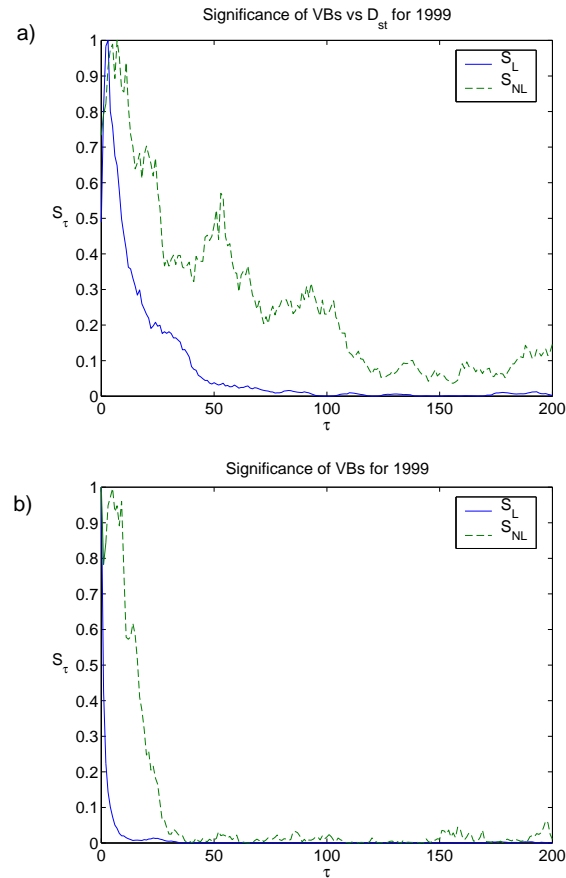 a)
Significance of VBs vs D_st for 1999
S_L
S_NL
1
0.9
0.8
0.7
0.6
0.5
0.4
0.3
0.2
0.1
0
S_τ
0 50 100 150 200
τ
b)
Significance of VBs for 1999
S_L
S_NL
1
0.9
0.8
0.7
0.6
0.5
0.4
0.3
0.2
0.1
0
S_τ
0 50 100 150 200
τ